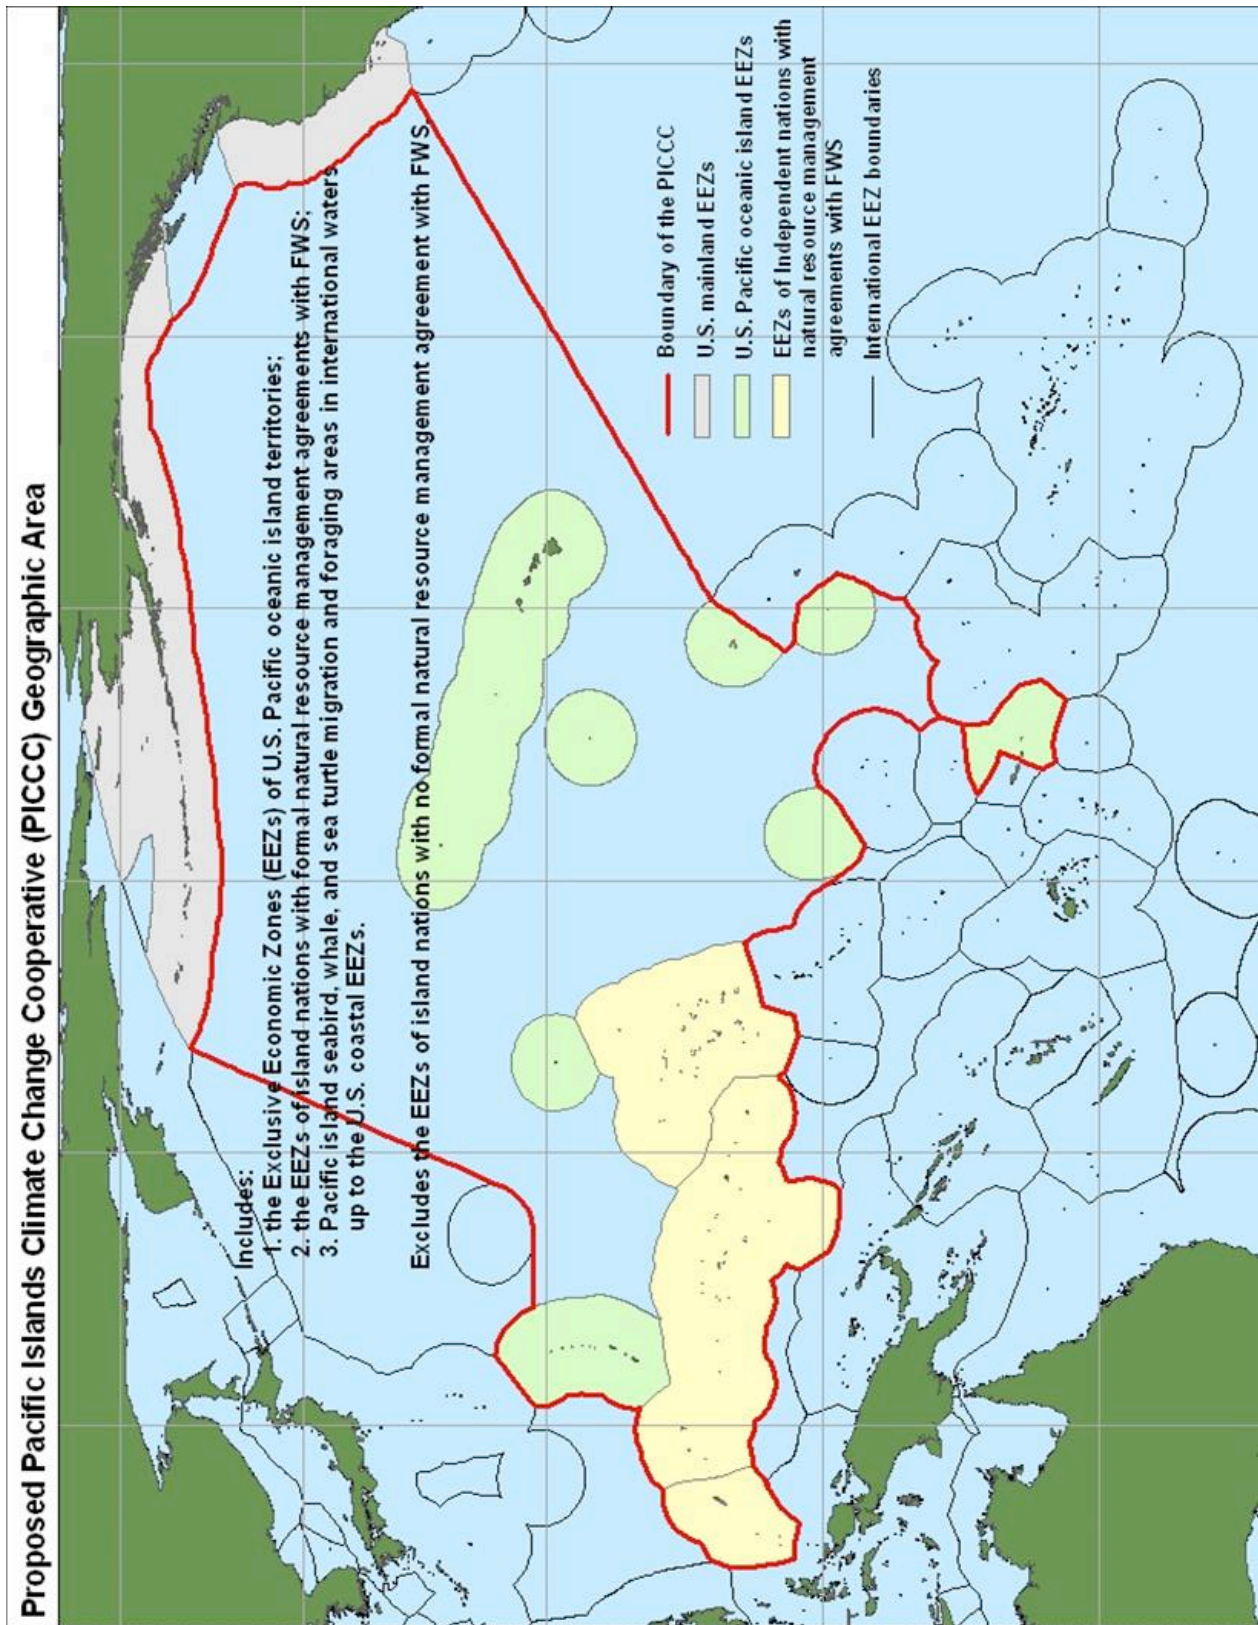 Proposed Pacific Islands Climate Change Cooperative (PICCC) Geographic Area
Includes:
1. the Exclusive Economic Zones (EEZs) of U.S. Pacific oceanic island territories;
2. the EEZs of island nations with formal natural resource management agreements with FWS;
3. Pacific island seabird, whale, and sea turtle migration and foraging areas in international waters
up to the U.S. coastal EEZs.
Excludes the EEZs of island nations with no formal natural resource management agreement with FWS.
Boundary of the PICCC
U.S. mainland EEZs
U.S. Pacific oceanic island EEZs
EEZs of Independent nations with
natural resource management
agreements with FWS
International EEZ boundaries